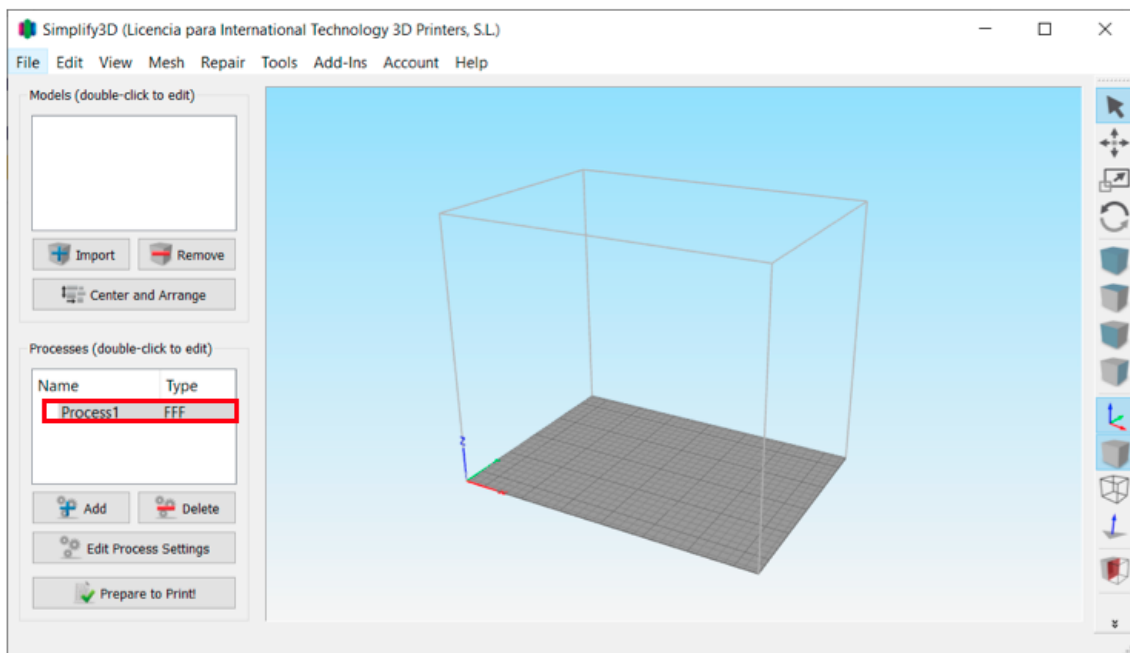 Simplify3D (Licencia para International Technology 3D Printers, S.L.)
File Edit View Mesh Repair Tools Add-Ins Account Help
Models (double-click to edit)
Import Remove
Center and Arrange
Processes (double-click to edit)
Name Type
Process1 FFF
Add Delete
Edit Process Settings
Prepare to Print!
Z